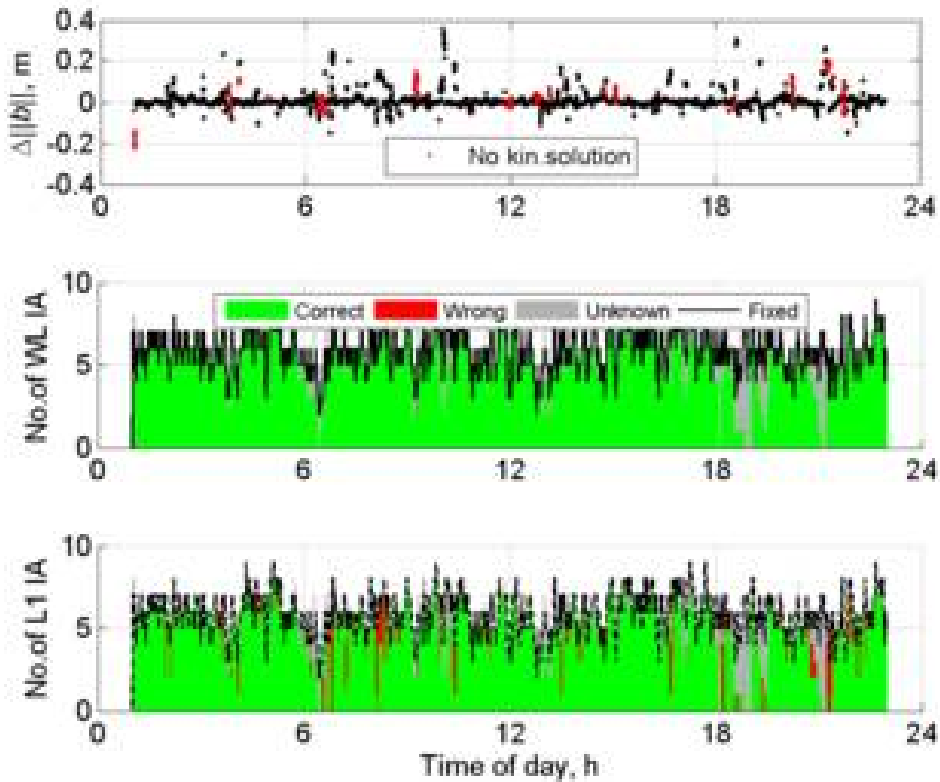 0.4
0.2
0
-0.2
-0.4
Δ||b||, m
No kin.solution
0 6 12 18 24
10
5
0
No.of WL IA
Correct Wrong Unknown Fixed
0 6 12 18 24
10
5
0
No.of L1 IA
0 6 12 18 24
Time of day, h